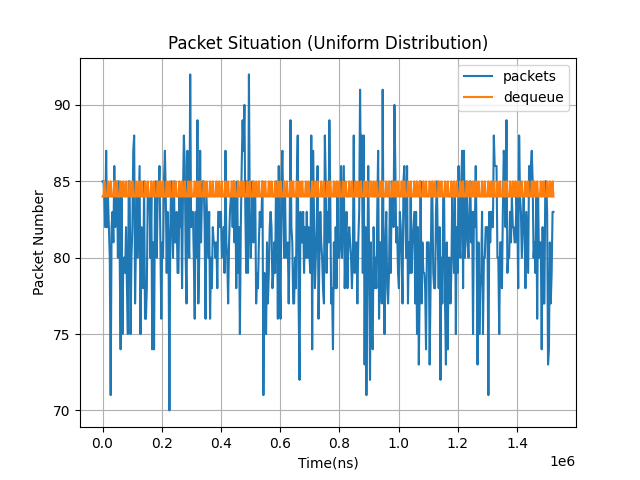 Packet Situation (Uniform Distribution)
packets
dequeue
90
85
80
75
70
Packet Number
0.0 0.2 0.4 0.6 0.8 1.0 1.2 1.4
1e6
Time(ns)